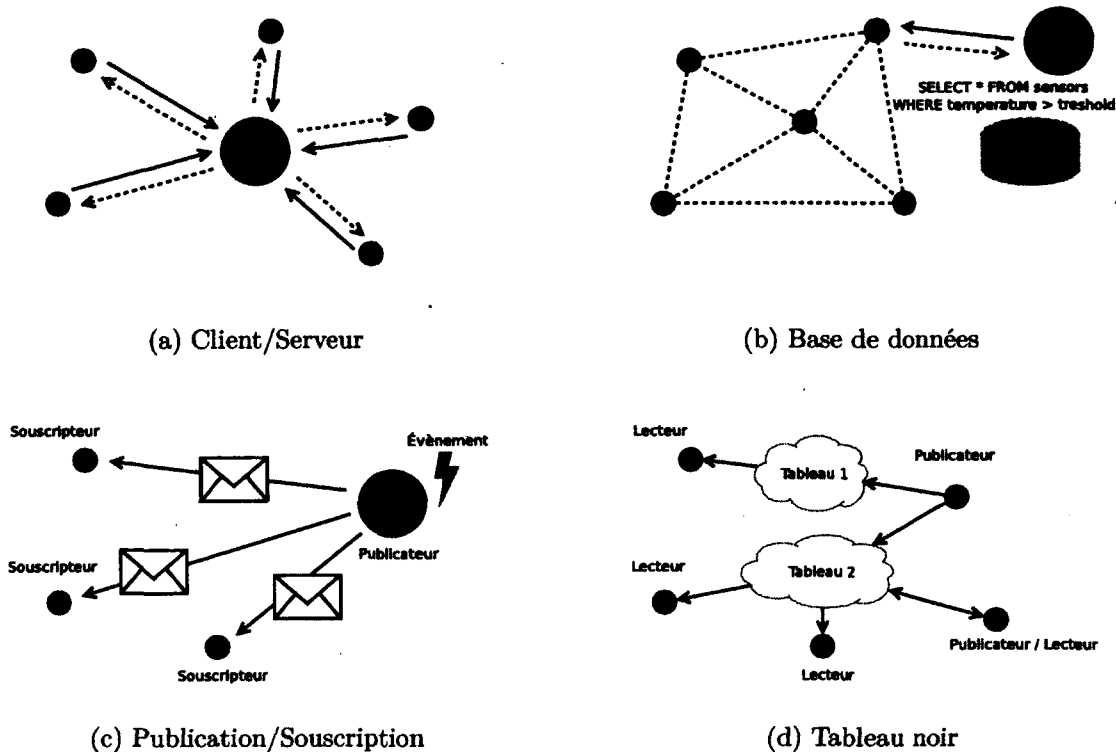 SELECT * FROM sensors
WHERE temperature > treshold
(a) Client/Serveur
(b) Base de données
Souscripteur
Évènement
Publicateur
Souscripteur
Souscripteur
(c) Publication/Souscription
Lecteur
Tableau 1
Publicateur
Lecteur
Tableau 2
Publicateur / Lecteur
Lecteur
(d) Tableau noir